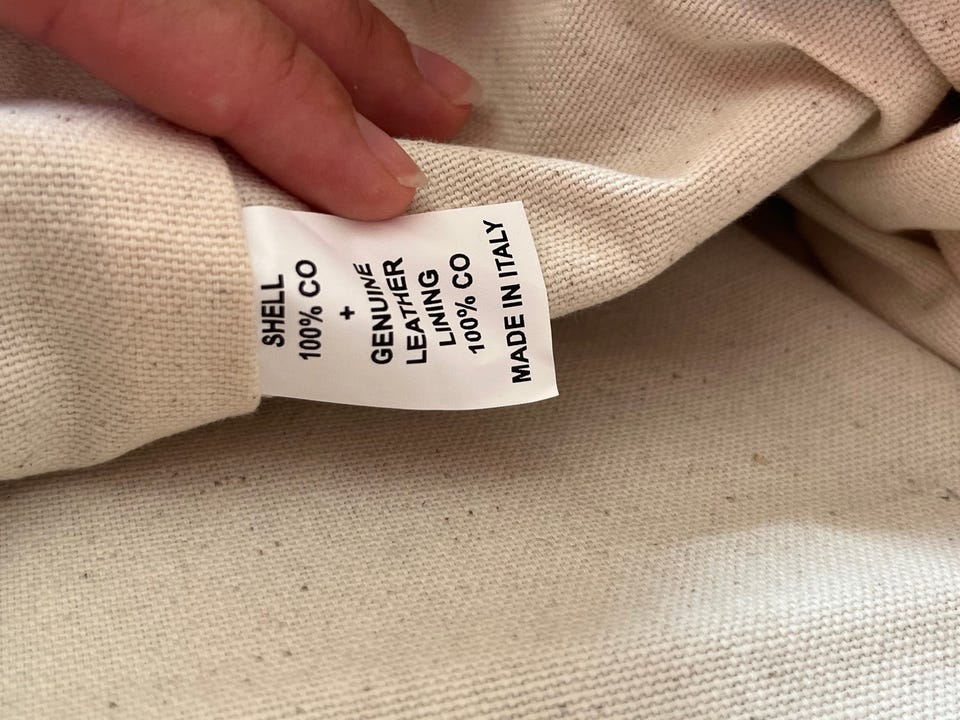 SHELL
100% CO
+
GENUINE
LEATHER
LINING
100% CO
MADE IN ITALY